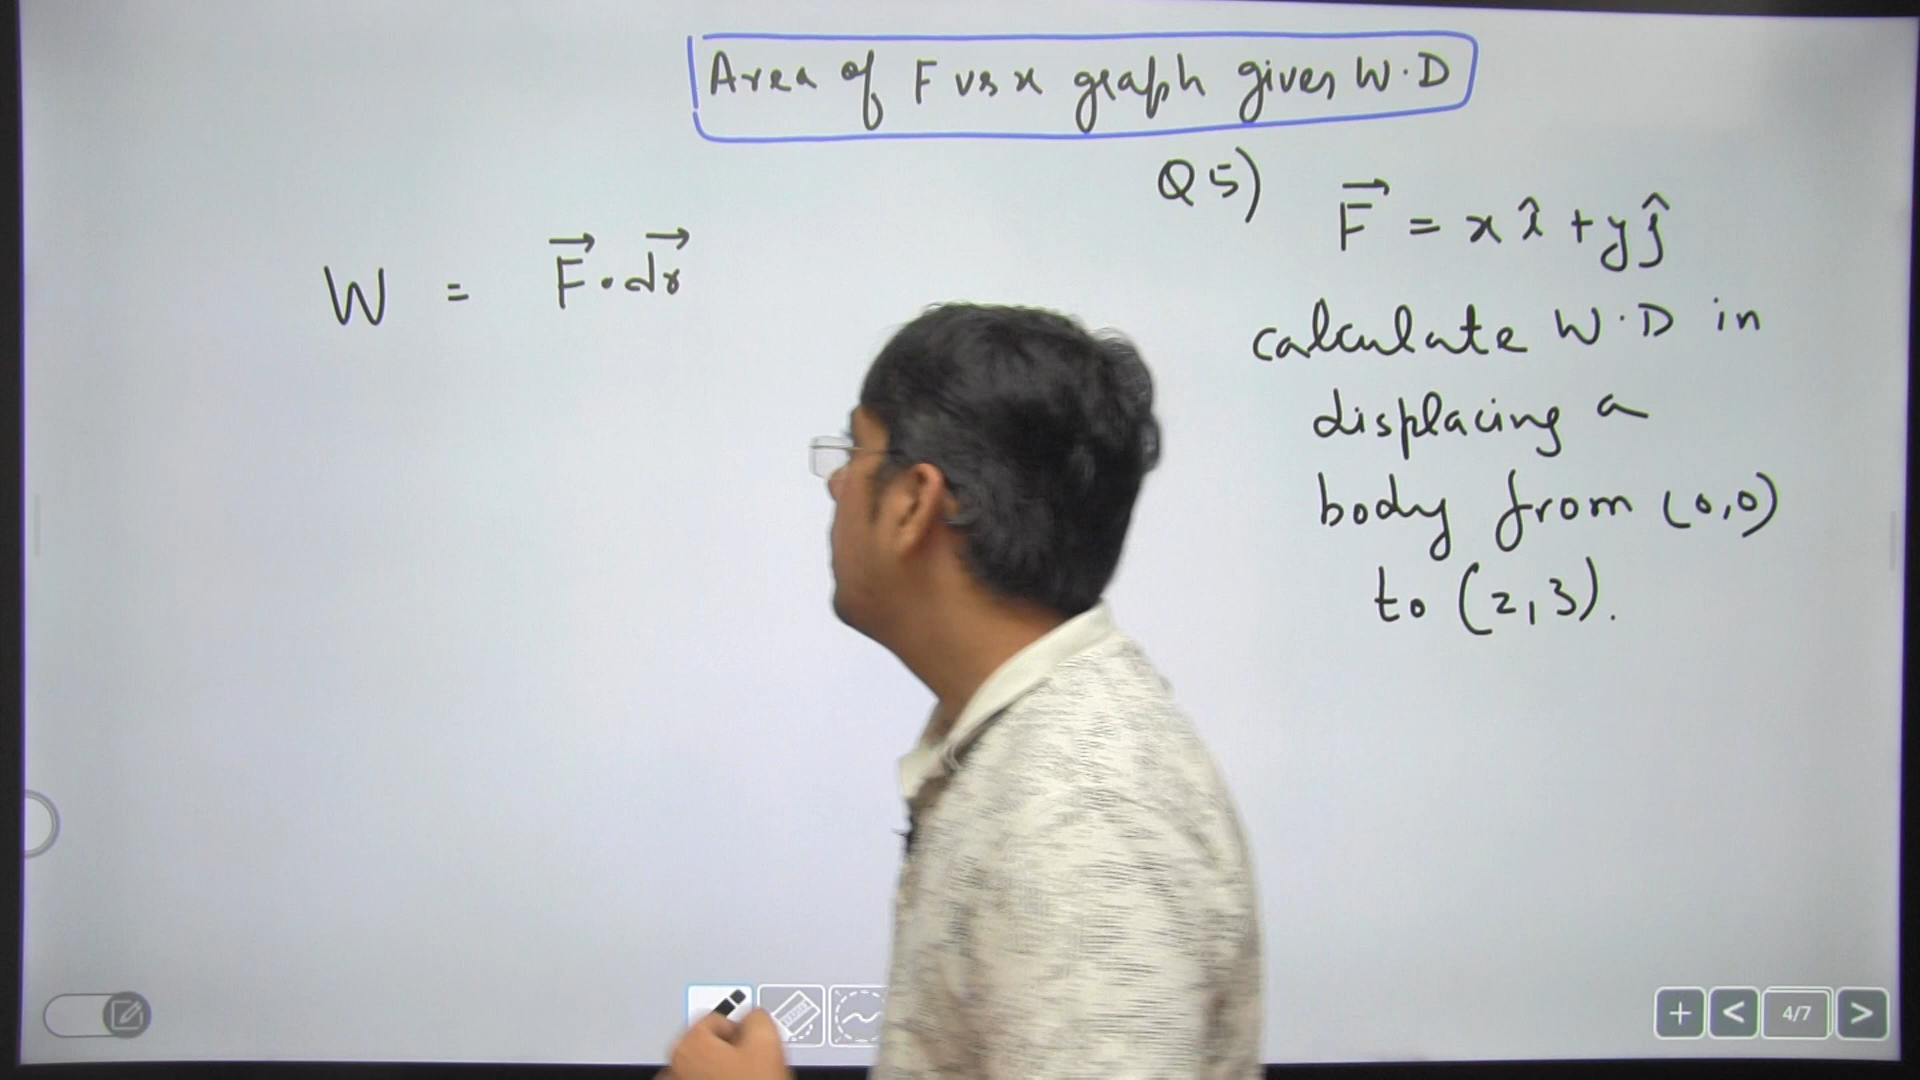 Area of F vs x graph gives W.D
Q5)
F⃗ = x î + y ĵ
W = F⃗ . dr⃗
calculate W.D in
displacing a
body from (0,0)
to (2,3).
4/7